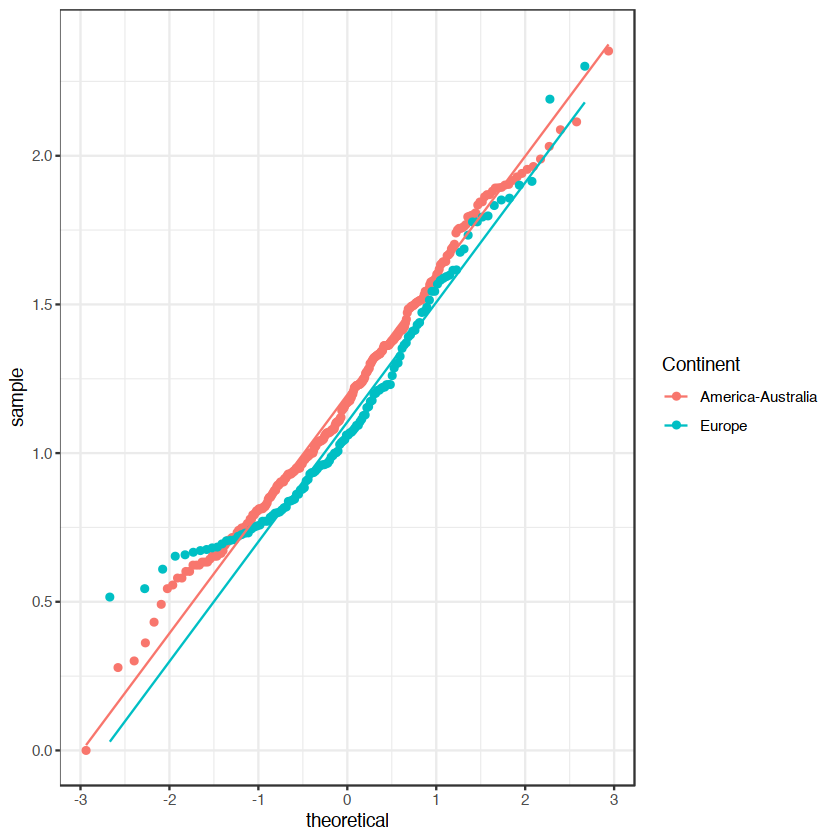 2.0
1.5
1.0
0.5
0.0
sample
-3 -2 -1 0 1 2 3
theoretical
Continent
America-Australia
Europe